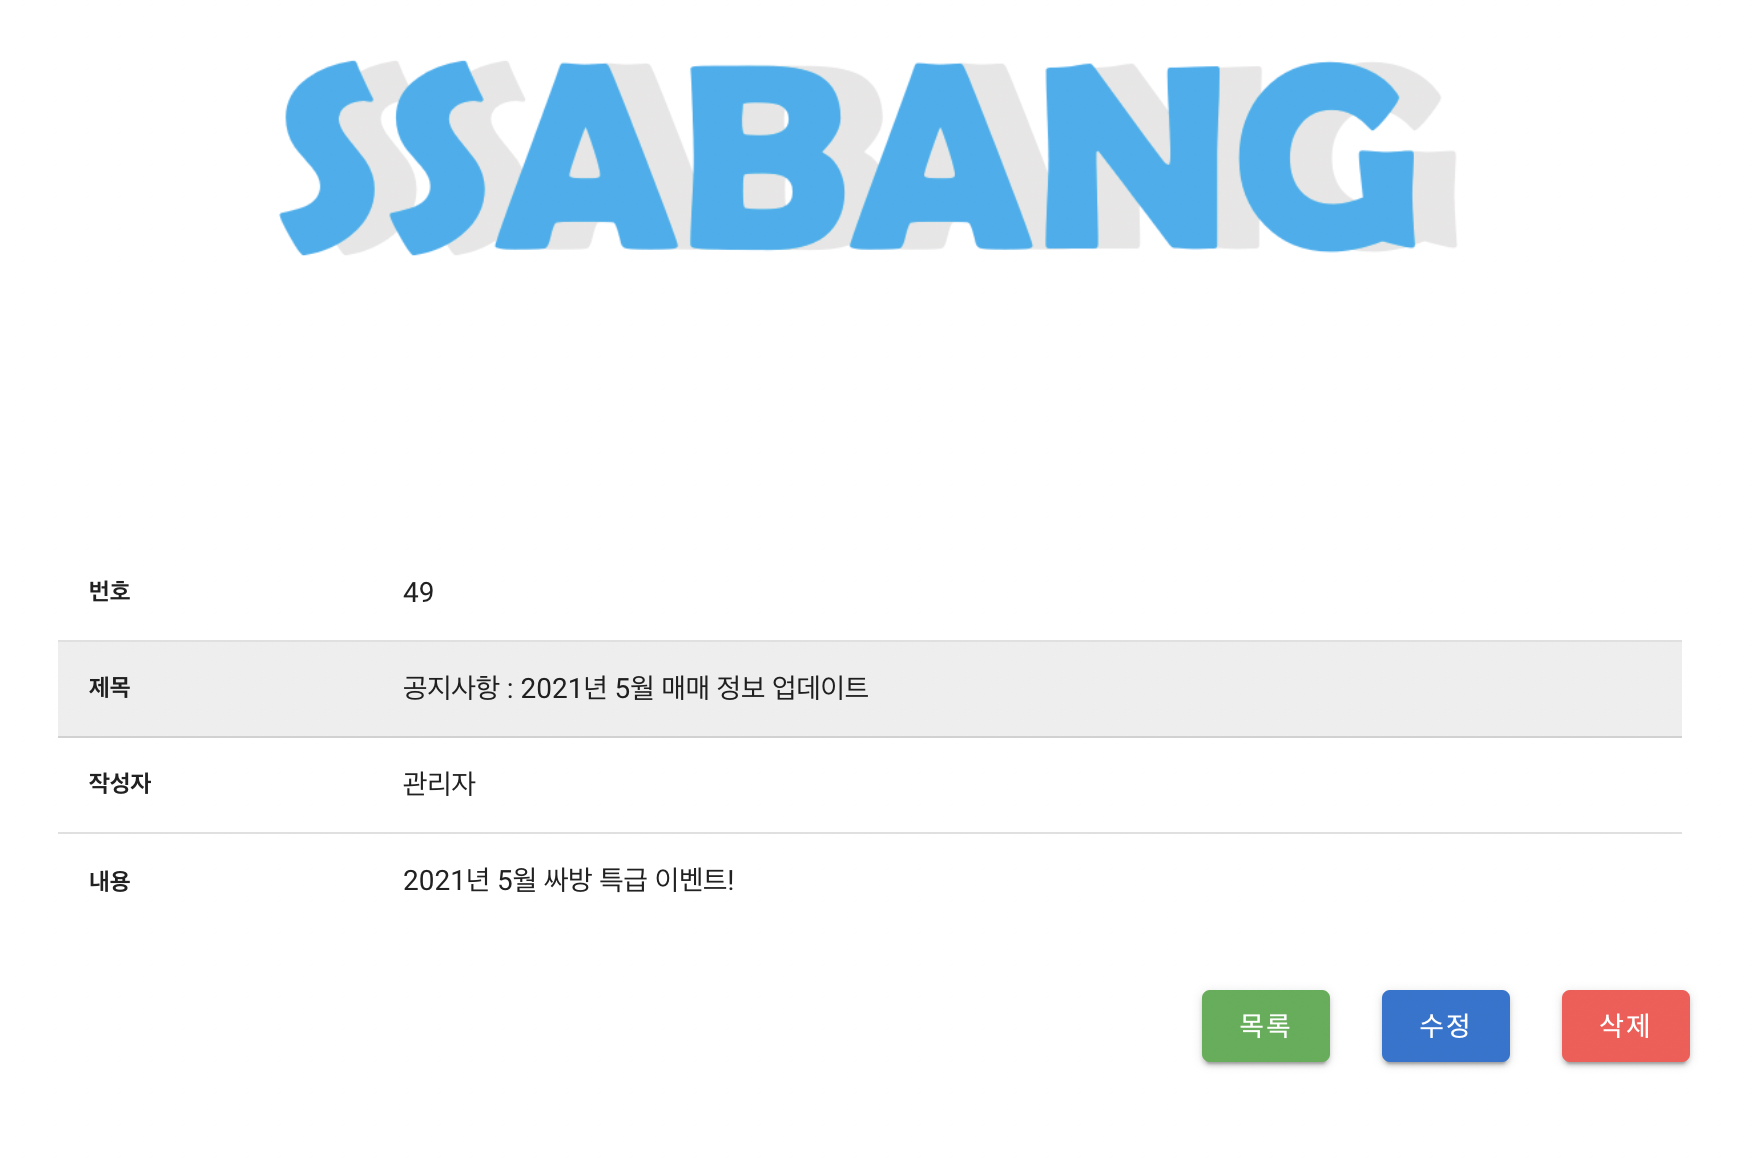 SSABANG
번호 49
제목 공지사항 : 2021년 5월 매매 정보 업데이트
작성자 관리자
내용 2021년 5월 싸방 특급 이벤트!
목록 수정 삭제